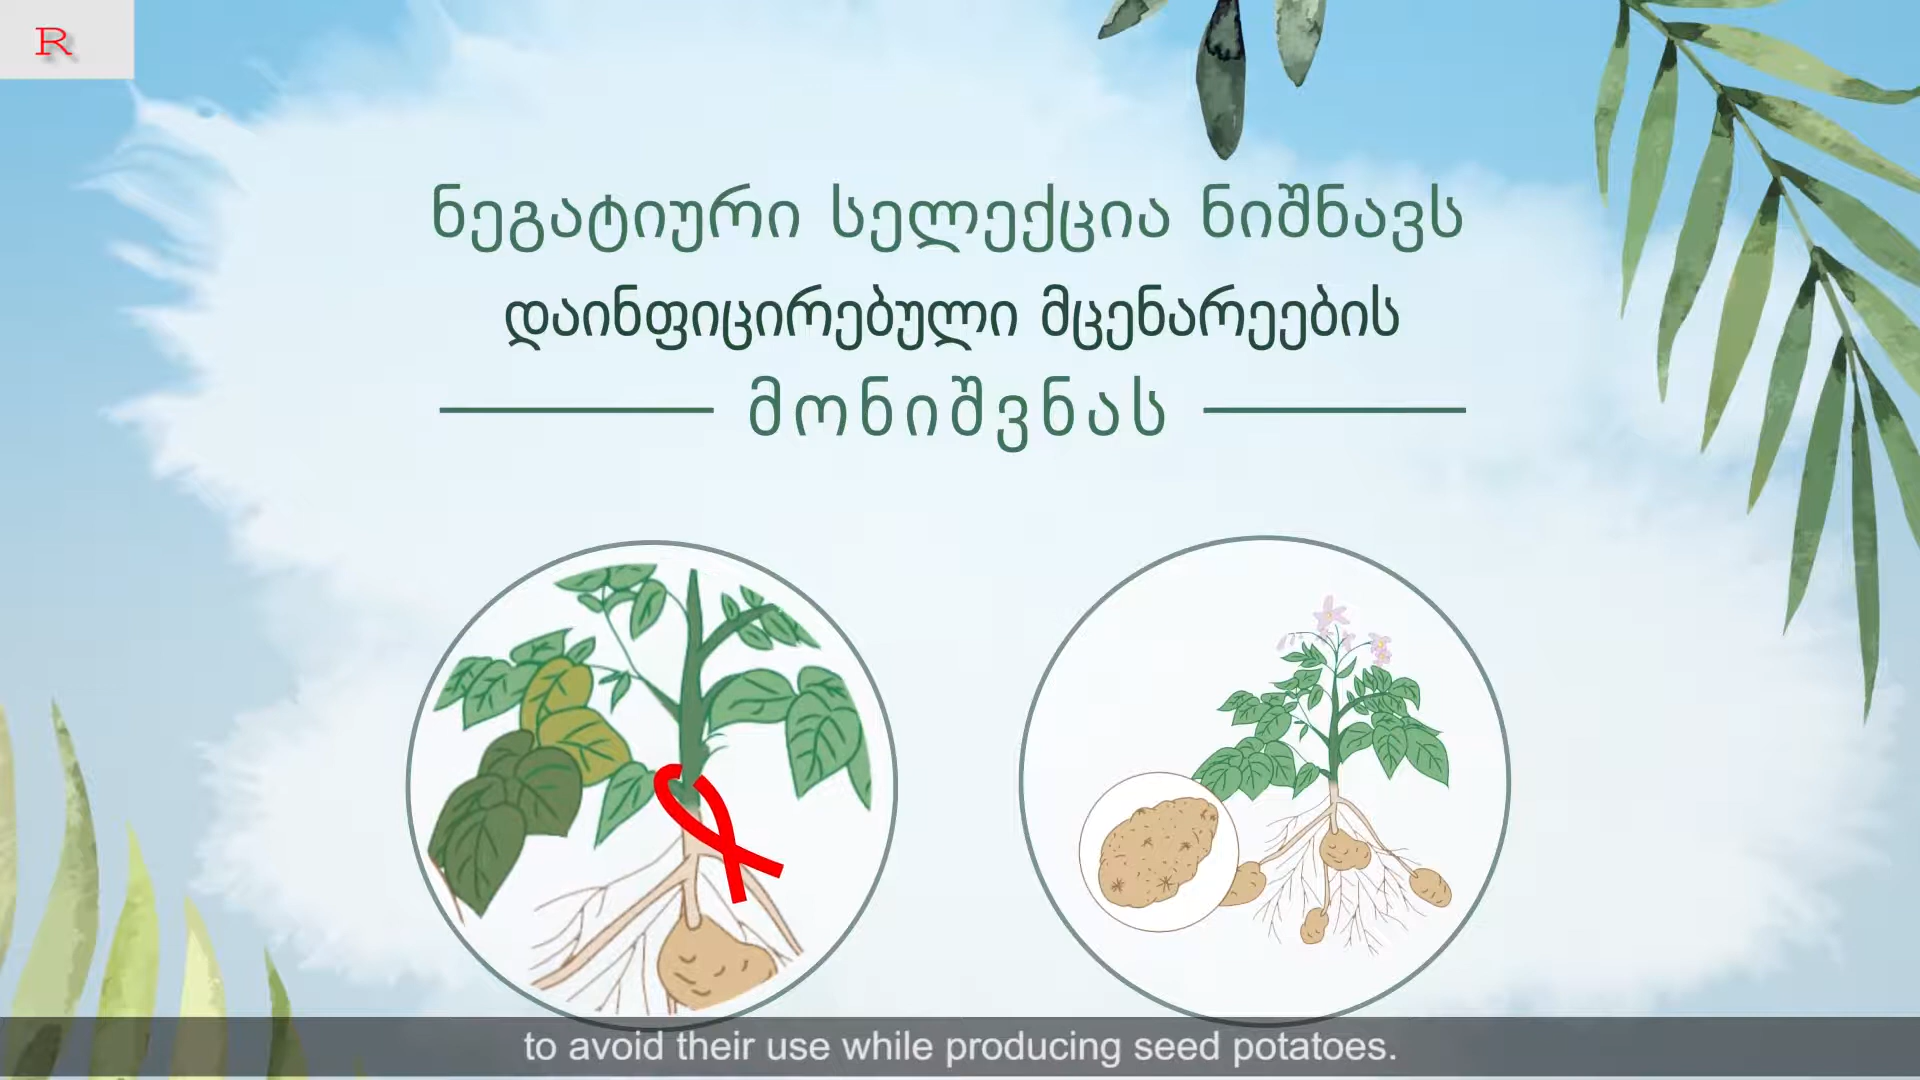 R
ნეგატიური სელექცია ნიშნავს
დაინფიცირებული მცენარეების
მონიშვნას
to avoid their use while producing seed potatoes.